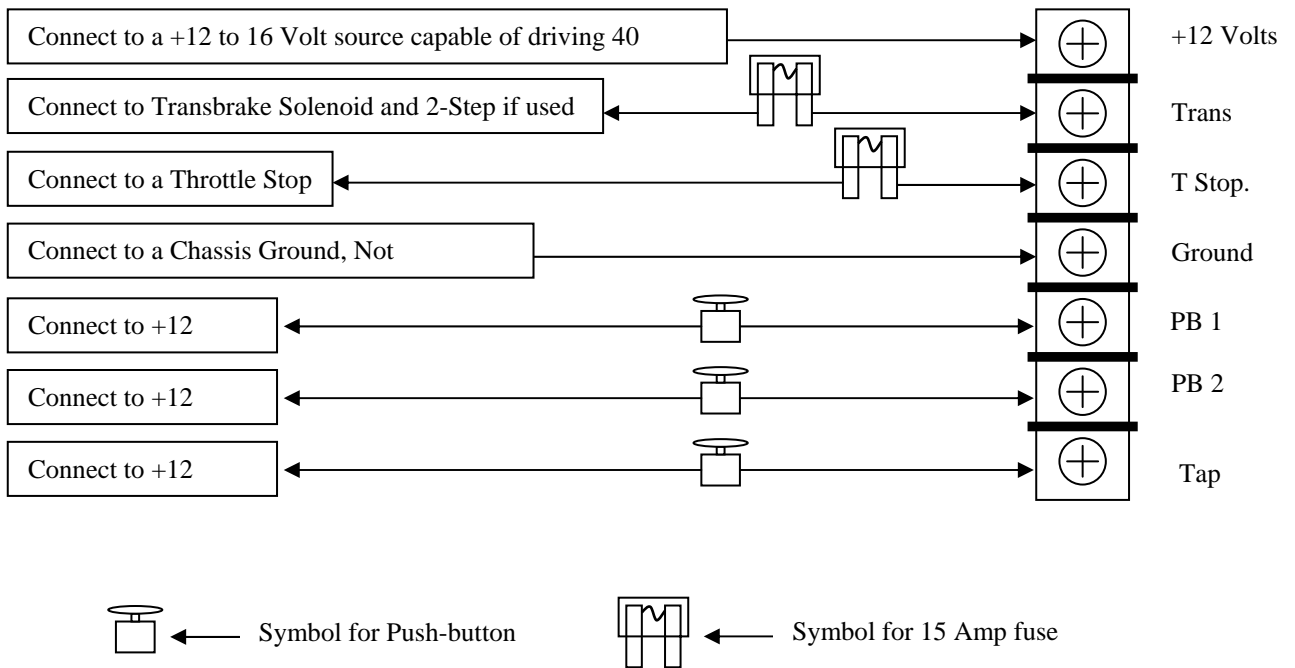 Connect to a +12 to 16 Volt source capable of driving 40
+12 Volts
Connect to Transbrake Solenoid and 2-Step if used
Trans
Connect to a Throttle Stop
T Stop.
Connect to a Chassis Ground, Not
Ground
Connect to +12
PB 1
Connect to +12
PB 2
Connect to +12
Tap
Symbol for Push-button
Symbol for 15 Amp fuse